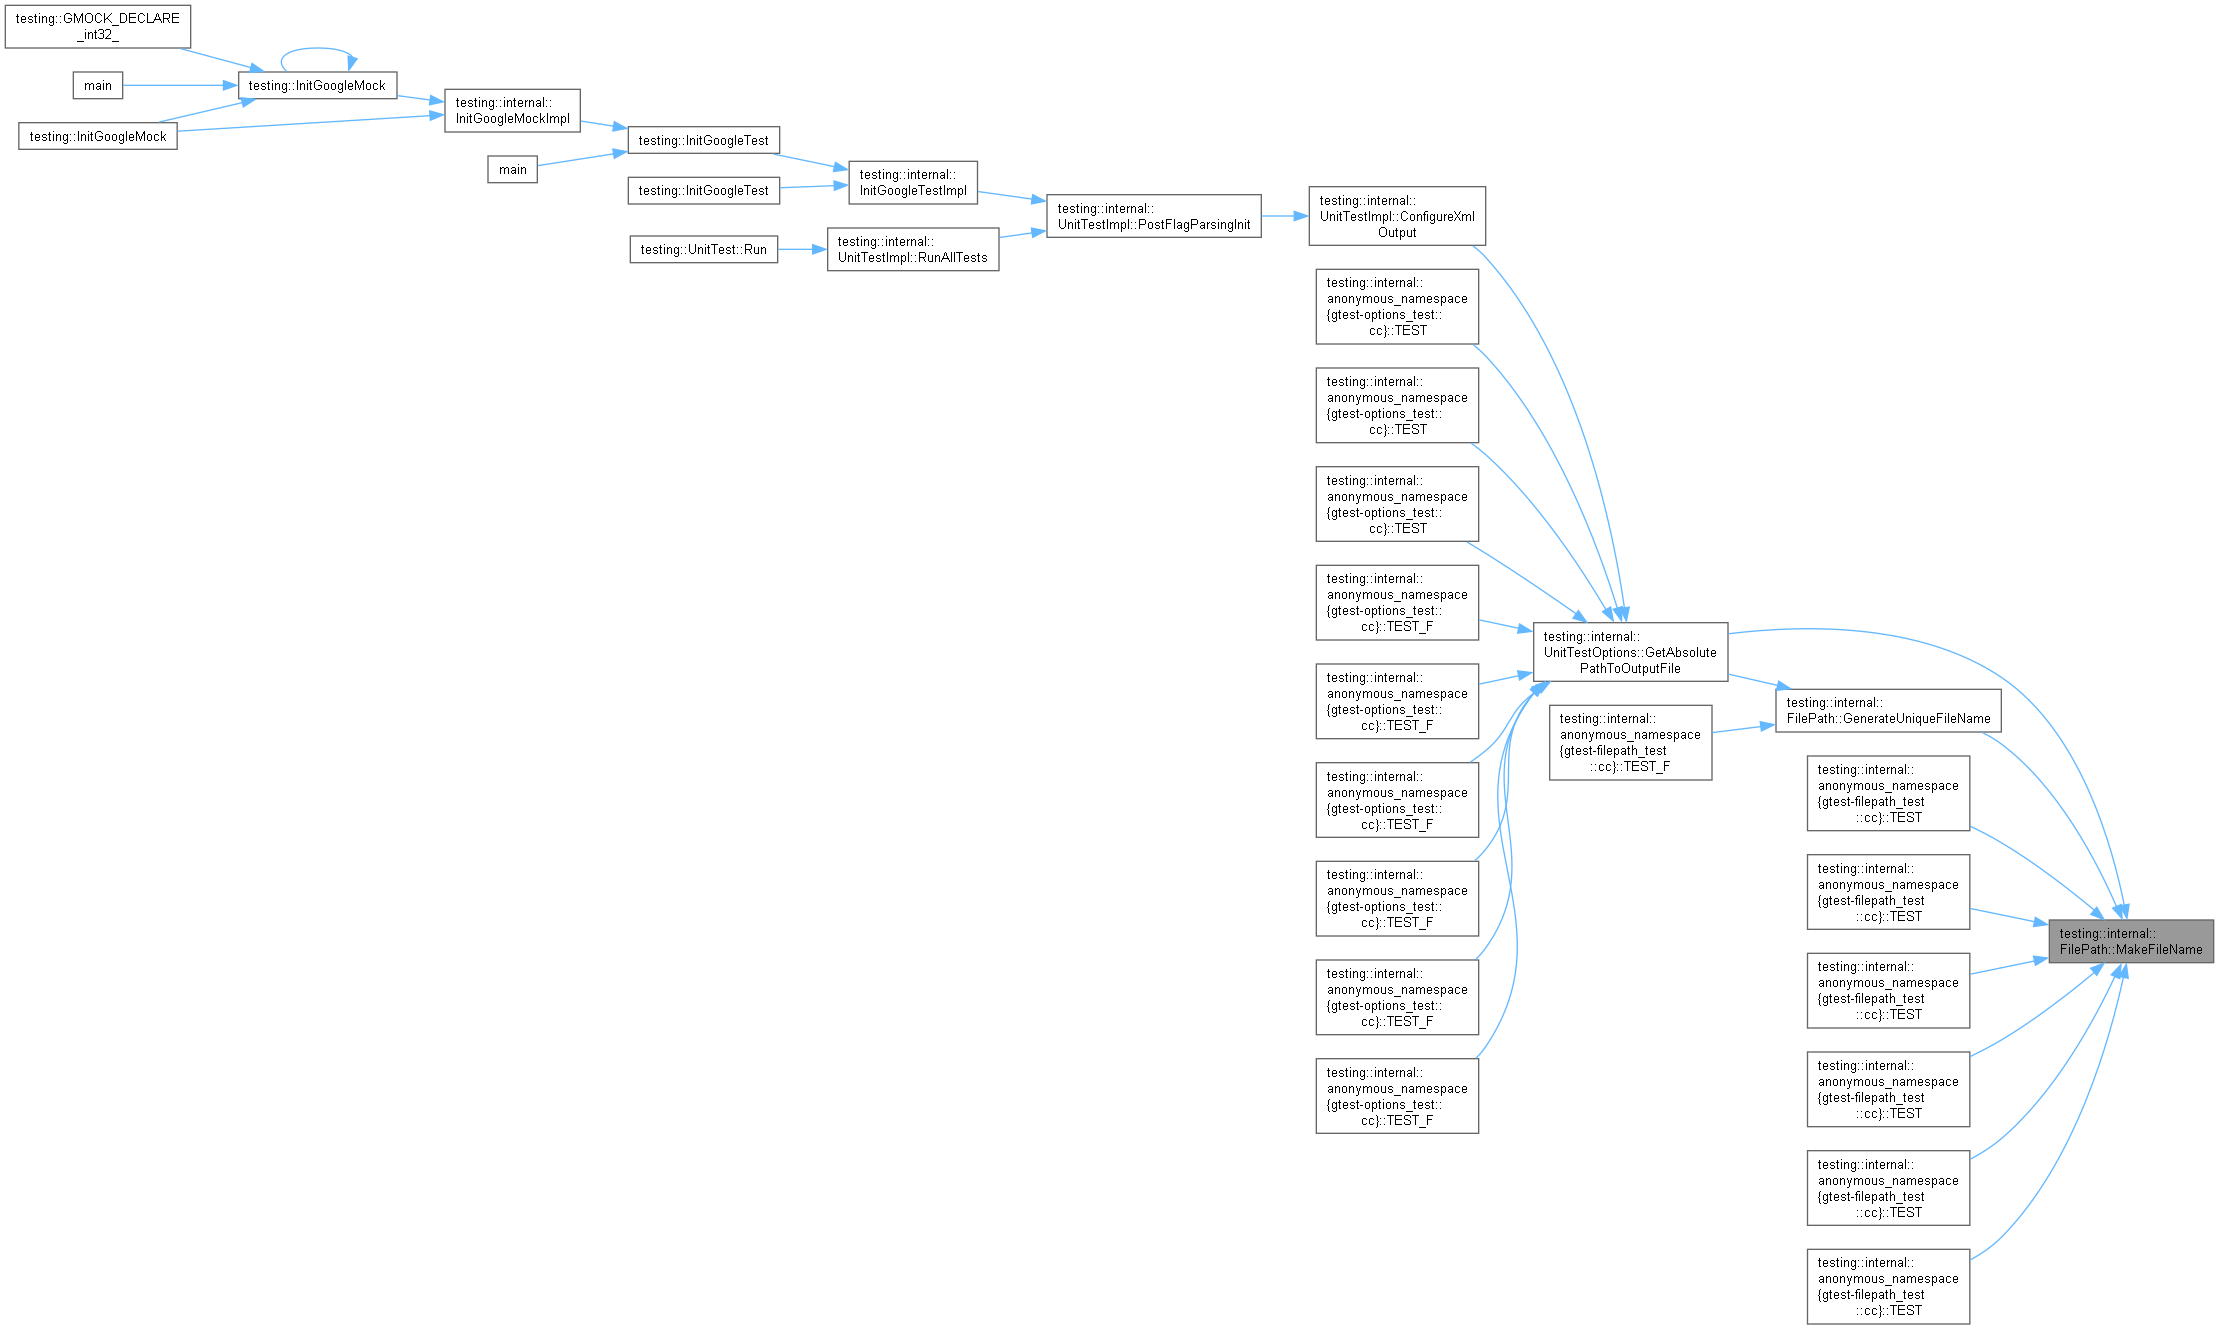 testing::GMOCK_DECLARE
_int32_
main
testing::InitGoogleMock
testing::InitGoogleMock
testing::internal::
InitGoogleMockImpl
testing::InitGoogleTest
main
testing::InitGoogleTest
testing::UnitTest::Run
testing::internal::
InitGoogleTestImpl
testing::internal::
UnitTestImpl::RunAllTests
testing::internal::
UnitTestImpl::PostFlagParsingInit
testing::internal::
UnitTestImpl::ConfigureXml
Output
testing::internal::
anonymous_namespace
{gtest-options_test::
cc}::TEST
testing::internal::
anonymous_namespace
{gtest-options_test::
cc}::TEST
testing::internal::
anonymous_namespace
{gtest-options_test::
cc}::TEST
testing::internal::
anonymous_namespace
{gtest-options_test::
cc}::TEST_F
testing::internal::
anonymous_namespace
{gtest-options_test::
cc}::TEST_F
testing::internal::
anonymous_namespace
{gtest-options_test::
cc}::TEST_F
testing::internal::
anonymous_namespace
{gtest-options_test::
cc}::TEST_F
testing::internal::
anonymous_namespace
{gtest-options_test::
cc}::TEST_F
testing::internal::
anonymous_namespace
{gtest-options_test::
cc}::TEST_F
testing::internal::
UnitTestOptions::GetAbsolute
PathToOutputFile
testing::internal::
anonymous_namespace
{gtest-filepath_test
::cc}::TEST_F
testing::internal::
FilePath::GenerateUniqueFileName
testing::internal::
anonymous_namespace
{gtest-filepath_test
::cc}::TEST
testing::internal::
anonymous_namespace
{gtest-filepath_test
::cc}::TEST
testing::internal::
anonymous_namespace
{gtest-filepath_test
::cc}::TEST
testing::internal::
anonymous_namespace
{gtest-filepath_test
::cc}::TEST
testing::internal::
anonymous_namespace
{gtest-filepath_test
::cc}::TEST
testing::internal::
anonymous_namespace
{gtest-filepath_test
::cc}::TEST
testing::internal::
FilePath::MakeFileName